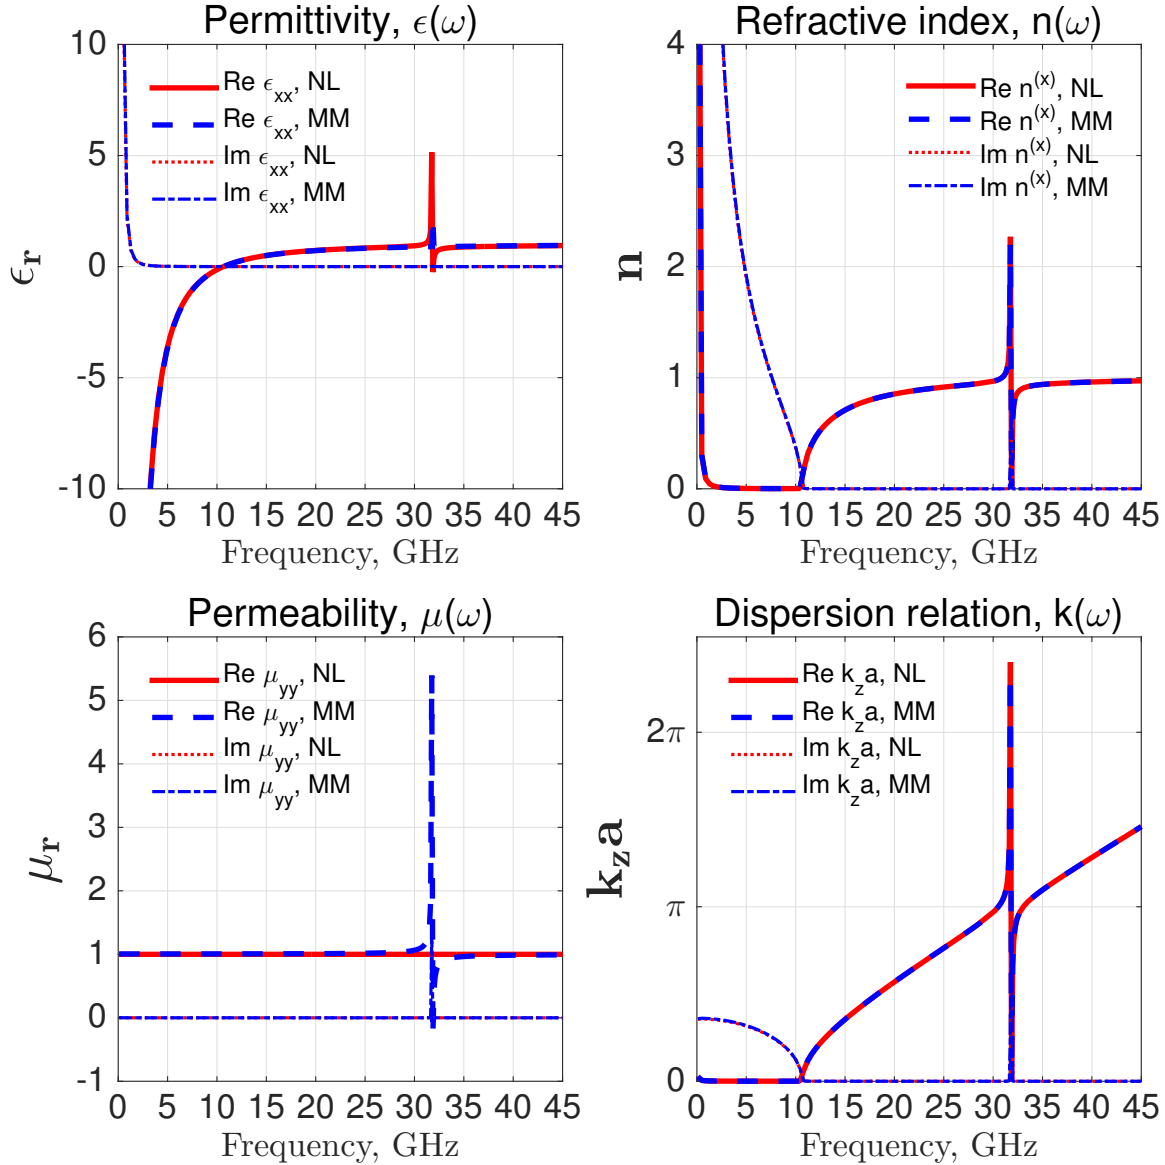 Permittivity, ϵ(ω)
10
5
0
-5
-10
ϵr
Re ϵxx, NL
Re ϵxx, MM
Im ϵxx, NL
Im ϵxx, MM
0 5 10 15 20 25 30 35 40 45
Frequency, GHz
Refractive index, n(ω)
4
3
2
1
0
n
Re n(x), NL
Re n(x), MM
Im n(x), NL
Im n(x), MM
0 5 10 15 20 25 30 35 40 45
Frequency, GHz
Permeability, μ(ω)
6
5
4
3
2
1
0
-1
μr
Re μyy, NL
Re μyy, MM
Im μyy, NL
Im μyy, MM
0 5 10 15 20 25 30 35 40 45
Frequency, GHz
Dispersion relation, k(ω)
2π
π
0
kza
Re kza, NL
Re kza, MM
Im kza, NL
Im kza, MM
0 5 10 15 20 25 30 35 40 45
Frequency, GHz